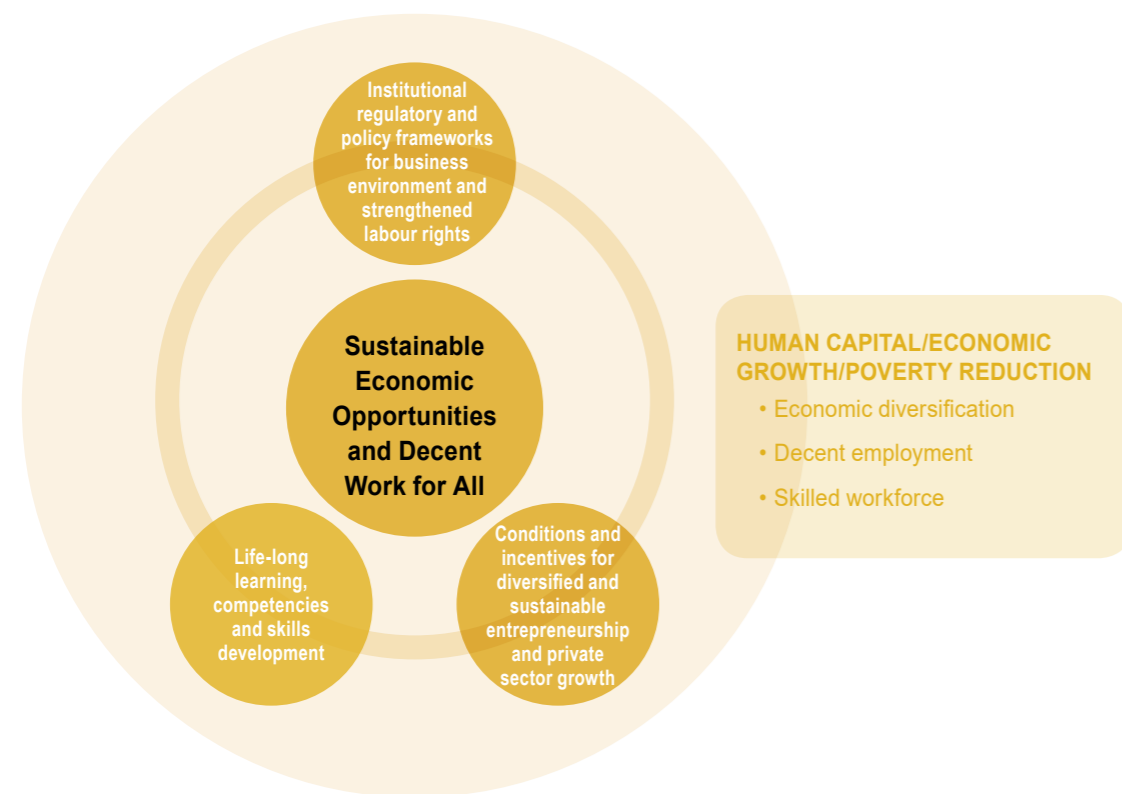 Institutional
regulatory and
policy frameworks
for business
environment and
strengthened
labour rights
Sustainable
Economic
Opportunities
and Decent
Work for All
Life-long
learning,
competencies
and skills
development
Conditions and
incentives for
diversified and
sustainable
entrepreneurship
and private
sector growth
HUMAN CAPITAL/ECONOMIC
GROWTH/POVERTY REDUCTION
• Economic diversification
• Decent employment
• Skilled workforce